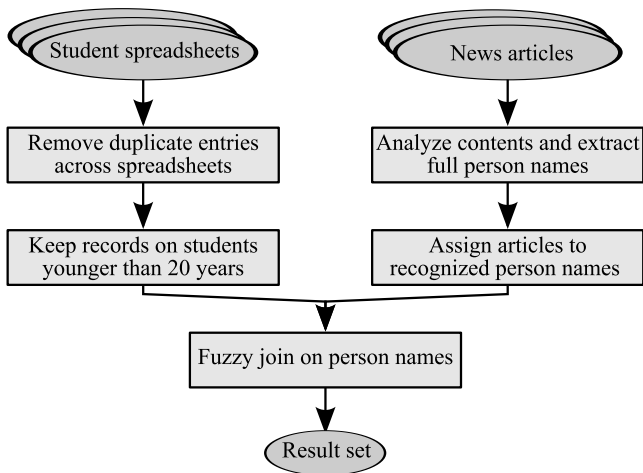 Student spreadsheets
News articles
Remove duplicate entries
across spreadsheets
Analyze contents and extract
full person names
Keep records on students
younger than 20 years
Assign articles to
recognized person names
Fuzzy join on person names
Result set